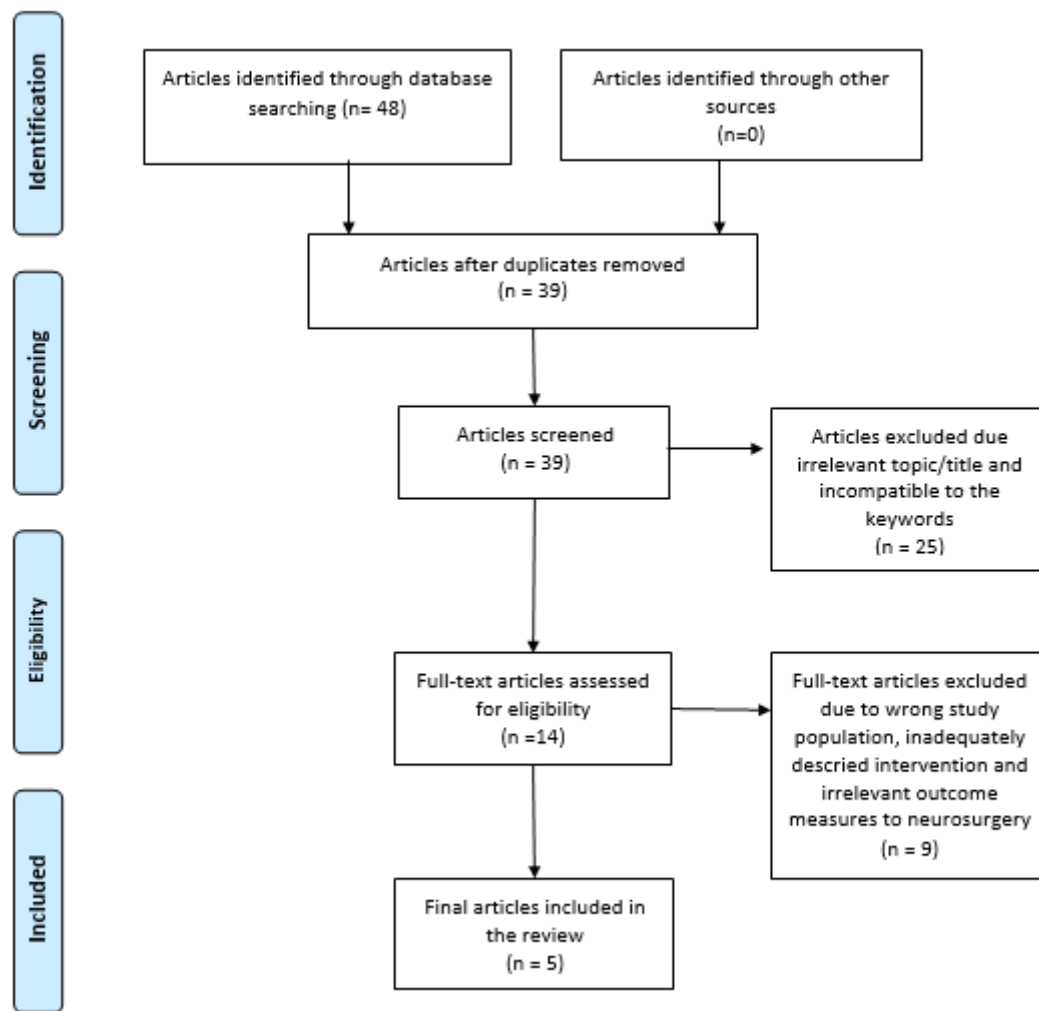 Identification
Articles identified through database
searching (n= 48)
Articles identified through other
sources
(n=0)
Articles after duplicates removed
(n = 39)
Screening
Articles screened
(n = 39)
Articles excluded due
irrelevant topic/title and
incompatible to the
keywords
(n = 25)
Eligibility
Full-text articles assessed
for eligibility
(n =14)
Full-text articles excluded
due to wrong study
population, inadequately
descried intervention and
irrelevant outcome
measures to neurosurgery
(n = 9)
Included
Final articles included in
the review
(n = 5)